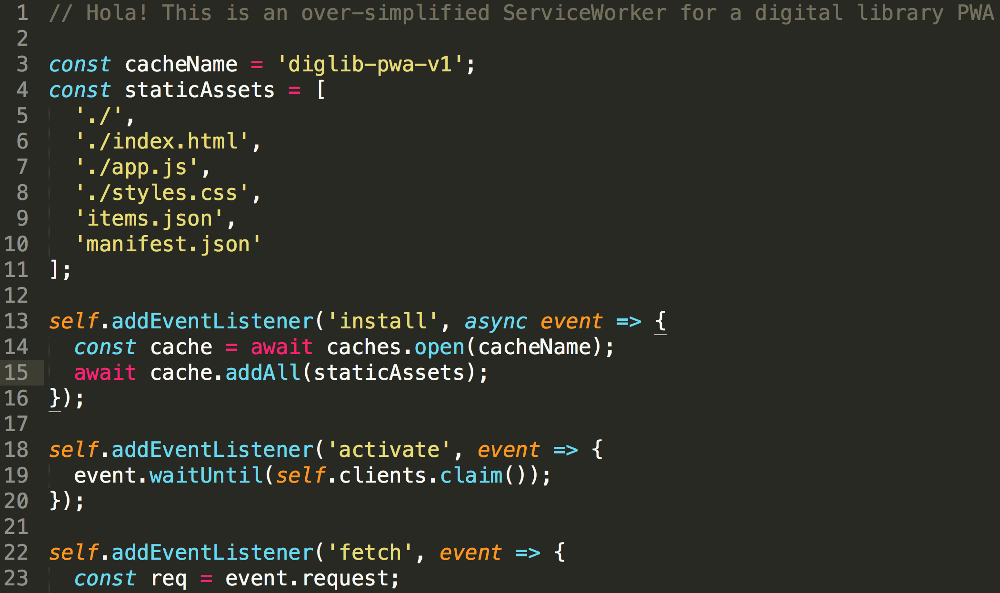 1 // Hola! This is an over-simplified ServiceWorker for a digital library PWA
2
3 const cacheName = 'diglib-pwa-v1';
4 const staticAssets = [
5   './',
6   './index.html',
7   './app.js',
8   './styles.css',
9   'items.json',
10   'manifest.json'
11 ];
12
13 self.addEventListener('install', async event => {
14   const cache = await caches.open(cacheName);
15   await cache.addAll(staticAssets);
16 });
17
18 self.addEventListener('activate', event => {
19   event.waitUntil(self.clients.claim());
20 });
21
22 self.addEventListener('fetch', event => {
23   const req = event.request;